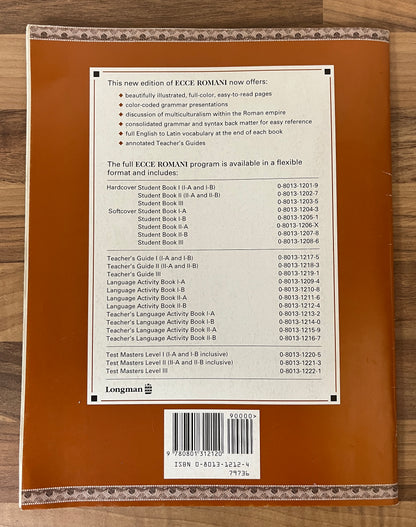 This new edition of ECCE ROMANI now offers:
♦ beautifully illustrated, full-color, easy-to-read pages
♦ color-coded grammar presentations
♦ discussion of multiculturalism within the Roman empire
♦ consolidated grammar and syntax back matter for easy reference
♦ full English to Latin vocabulary at the end of each book
♦ annotated Teacher's Guides
The full ECCE ROMANI program is available in a flexible
format and includes:
Hardcover Student Book I (I-A and I-B) 0-8013-1201-9
Student Book II (II-A and II-B) 0-8013-1202-7
Student Book III 0-8013-1203-5
Softcover Student Book I-A 0-8013-1204-3
Student Book I-B 0-8013-1205-1
Student Book II-A 0-8013-1206-X
Student Book II-B 0-8013-1207-8
Student Book III 0-8013-1208-6
Teacher's Guide I (I-A and I-B) 0-8013-1217-5
Teacher's Guide II (II-A and II-B) 0-8013-1218-3
Teacher's Guide III 0-8013-1219-1
Language Activity Book I-A 0-8013-1209-4
Language Activity Book I-B 0-8013-1210-8
Language Activity Book II-A 0-8013-1211-6
Language Activity Book II-B 0-8013-1212-4
Teacher's Language Activity Book I-A 0-8013-1213-2
Teacher's Language Activity Book I-B 0-8013-1214-0
Teacher's Language Activity Book II-A 0-8013-1215-9
Teacher's Language Activity Book II-B 0-8013-1216-7
Test Masters Level I (I-A and I-B inclusive) 0-8013-1220-5
Test Masters Level II (II-A and II-B inclusive) 0-8013-1221-3
Test Masters Level III 0-8013-1222-1
Longman
90000>
9 780801 312120
ISBN 0-8013-1212-4
79736